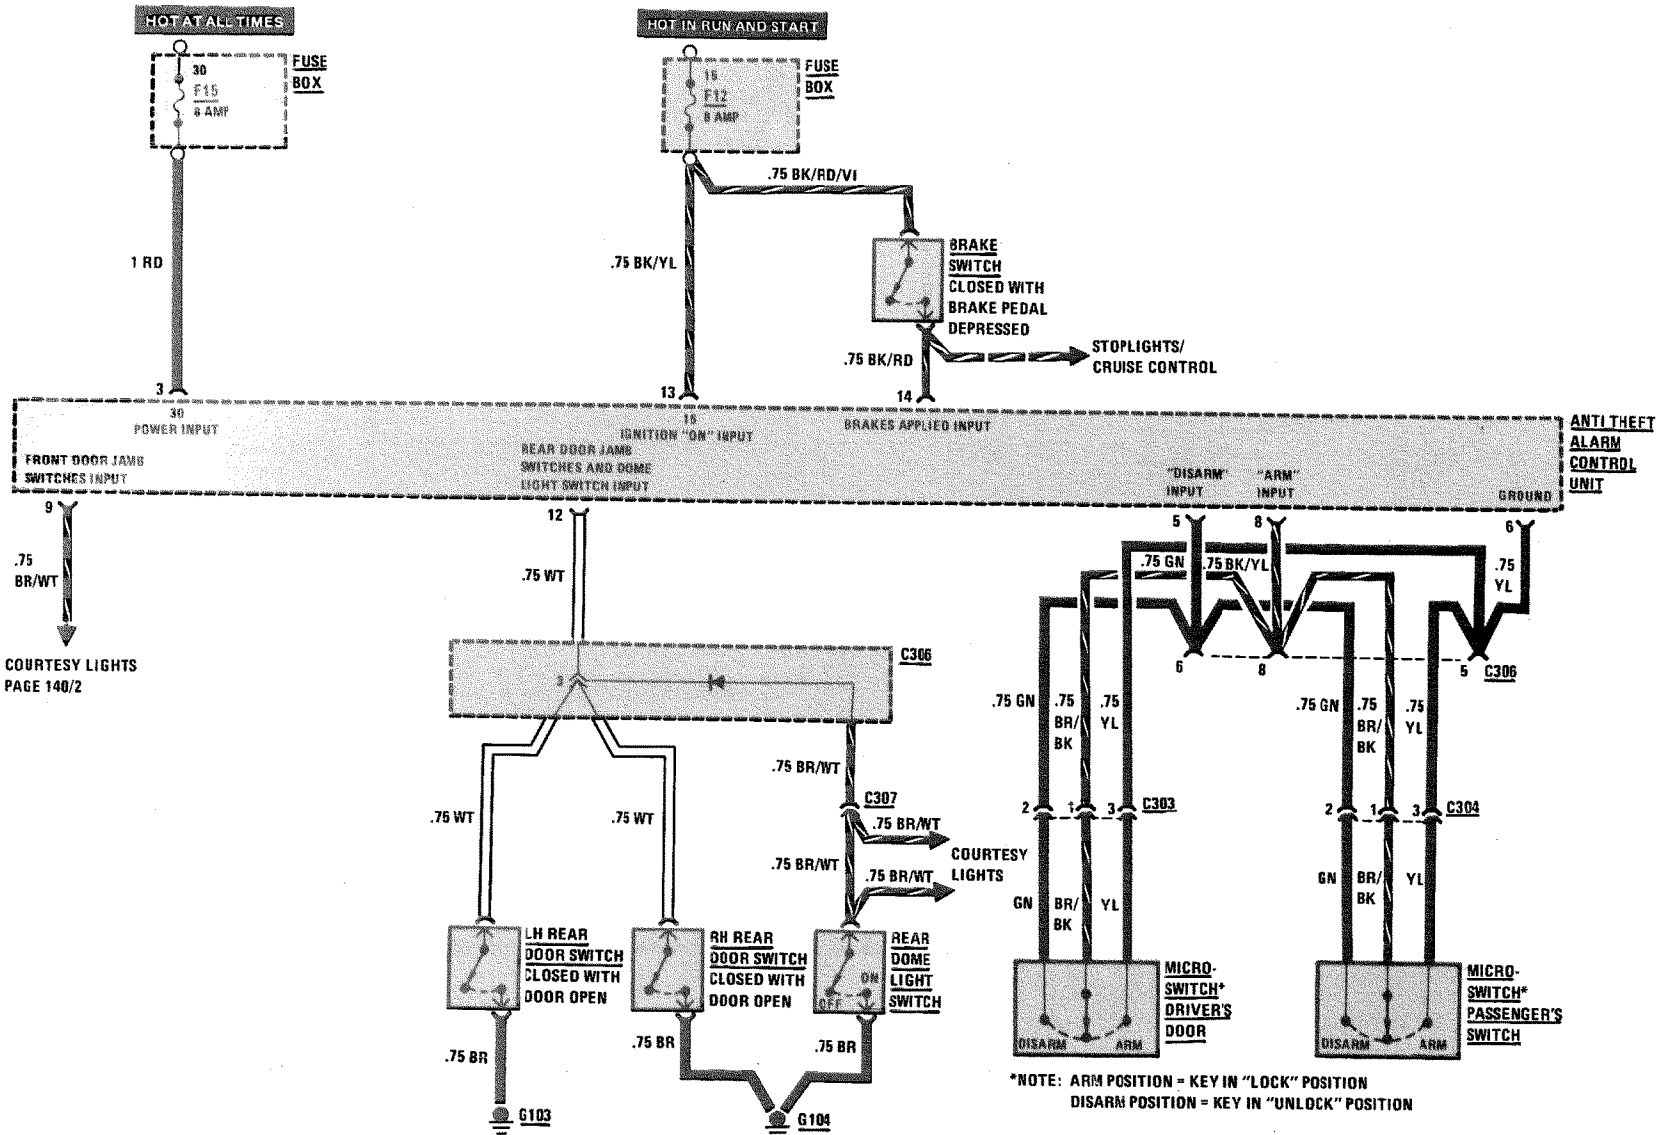 HOT AT ALL TIMES
HOT IN RUN AND START
30
F15
8 AMP
FUSE
BOX
15
F12
8 AMP
FUSE
BOX
.75 BK/RD/VI
1 RD
.75 BK/YL
BRAKE
SWITCH
CLOSED WITH
BRAKE PEDAL
DEPRESSED
.75 BK/RD
STOPLIGHTS/
CRUISE CONTROL
3
13
14
30
POWER INPUT
15
IGNITION "ON" INPUT
BRAKES APPLIED INPUT
FRONT DOOR JAMB
SWITCHES INPUT
REAR DOOR JAMB
SWITCHES AND DOME
LIGHT SWITCH INPUT
"DISARM"
INPUT
"ARM"
INPUT
GROUND
ANTI THEFT
ALARM
CONTROL
UNIT
9
12
5
8
6
.75
BR/WT
.75 WT
.75 GN
.75 BK/YL
.75
YL
COURTESY LIGHTS
PAGE 140/2
C306
3
6
8
5
C306
.75 GN
.75
BR/
BK
.75
YL
.75 GN
.75
BR/
BK
.75
YL
.75 WT
.75 WT
.75 BR/WT
C307
.75 BR/WT
.75 BR/WT
.75 BR/WT
COURTESY
LIGHTS
2
1
3
C303
2
1
3
C304
GN
BR/
BK
YL
GN
BR/
BK
YL
LH REAR
DOOR SWITCH
CLOSED WITH
DOOR OPEN
RH REAR
DOOR SWITCH
CLOSED WITH
DOOR OPEN
OFF
ON
REAR
DOME
LIGHT
SWITCH
DISARM
ARM
MICRO-
SWITCH*
DRIVER'S
DOOR
DISARM
ARM
MICRO-
SWITCH*
PASSENGER'S
SWITCH
.75 BR
.75 BR
.75 BR
G103
G104
*NOTE: ARM POSITION = KEY IN "LOCK" POSITION
DISARM POSITION = KEY IN "UNLOCK" POSITION